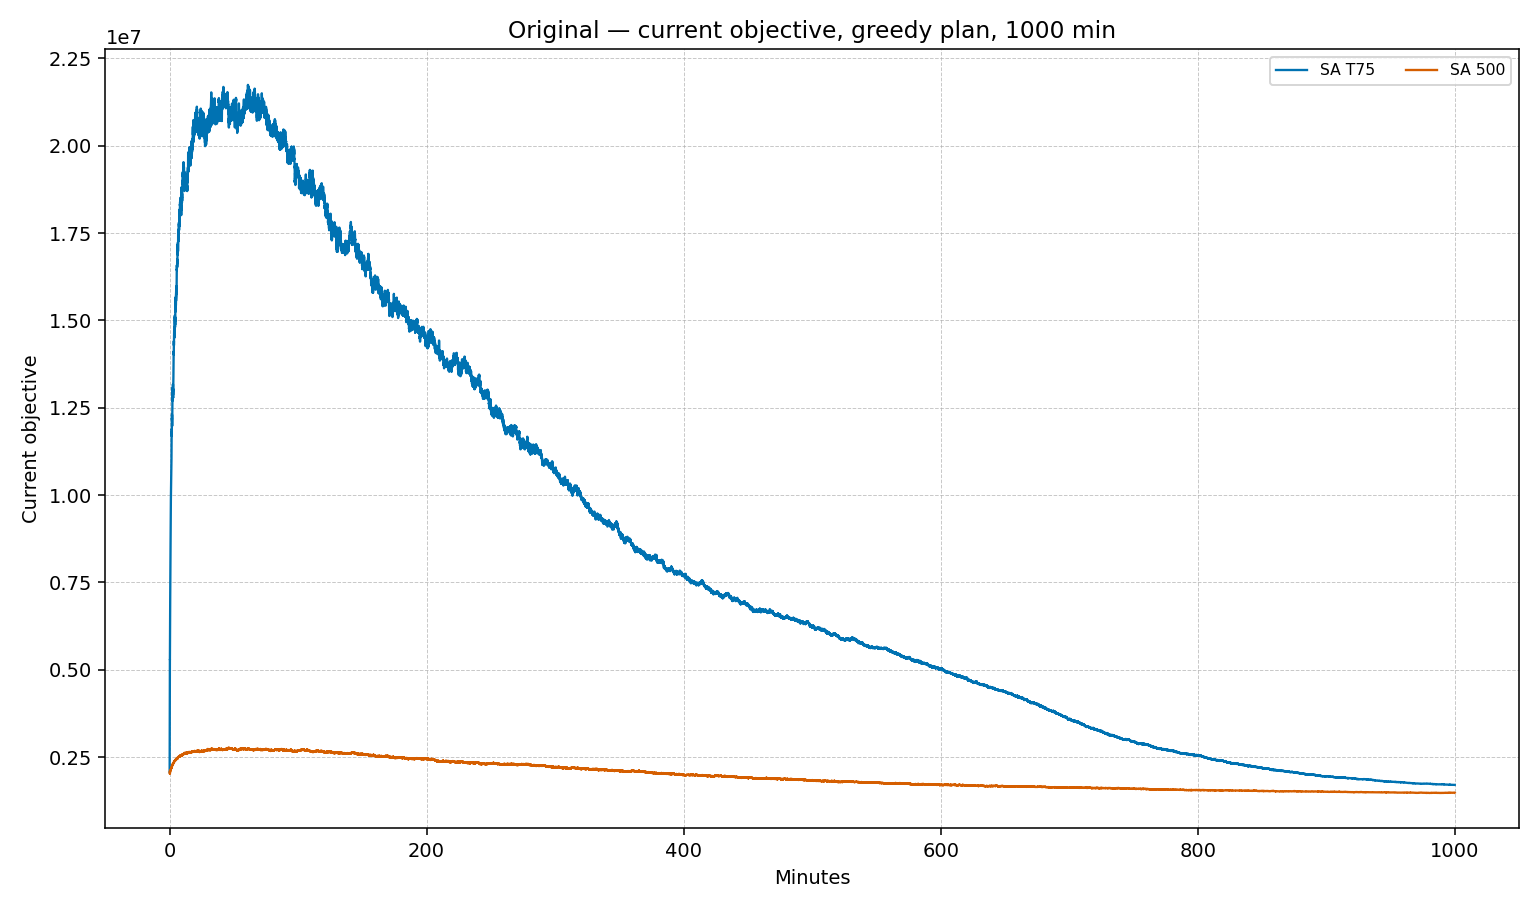 Original — current objective, greedy plan, 1000 min
1e7
SA T75 SA 500
2.25
2.00
1.75
1.50
1.25
1.00
0.75
0.50
0.25
Current objective
0 200 400 600 800 1000
Minutes